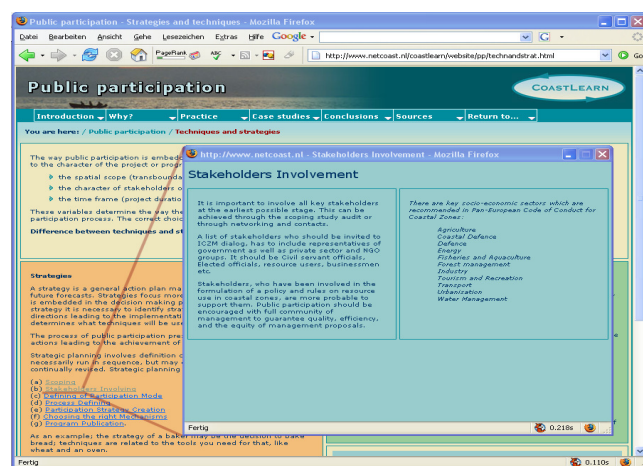 Public participation - Strategies and techniques - Mozilla Firefox
Datei Bearbeiten Ansicht Gehe Lesezeichen Extras Hilfe Google
PageRank ABC http://www.netcoast.nl/coastlearn/website/pp/technandstrat.html Go
Public participation
COASTLEARN
Introduction Why? Practice Case studies Conclusions Sources Return to...
You are here: / Public participation / Techniques and strategies
The way public participation is embedd
to the character of the project or progr
the spatial scope (transbounda
the character of stakeholders o
the time frame (project duratio
These variables determine the way the
participation process. The correct choic
Difference between techniques and st
Strategies
A strategy is a general action plan ma
future forecasts. Strategies focus more
is embedded in the decision making p
strategy it is necessary to identify strat
directions leading to the implementati
determines what techniques will be use
The process of public participation pre
actions leading to the achievement of
Strategic planning involves definition o
necessarily run in sequence, but may
continually revised. Strategic planning
(a) Scoping
(b) Stakeholders Involving
(c) Defining of Participation Mode
(d) Process Defining
(e) Participation Strategy Creation
(f) Choosing the right Mechanisms
(g) Program Publication.
As an example; the strategy of a baker may be the decision to bake
bread; techniques are related to the tools you need for that, like
wheat and an oven.
Fertig 0.110s
http://www.netcoast.nl - Stakeholders Involvement - Mozilla Firefox
Stakeholders Involvement
It is important to involve all key stakeholders
at the earliest possible stage. This can be
achieved through the scoping study audit or
through networking and contacts.
A list of stakeholders who should be invited to
ICZM dialog, has to include representatives of
government as well as private sector and NGO
groups. It should be Civil servant officials,
Elected officials, resource users, businessmen
etc.
Stakeholders, who have been involved in the
formulation of a policy and rules on resource
use in coastal zones, are more probable to
support them. Public participation should be
encouraged with full community of
management to guarantee quality, efficiency,
and the equity of management proposals.
There are key socio-economic sectors which are
recommended in Pan-European Code of Conduct for
Coastal Zones:
Agriculture
Coastal Defence
Defence
Energy
Fisheries and Aquaculture
Forest management
Industry
Tourism and Recreation
Transport
Urbanisation
Water Management
Fertig 0.218s